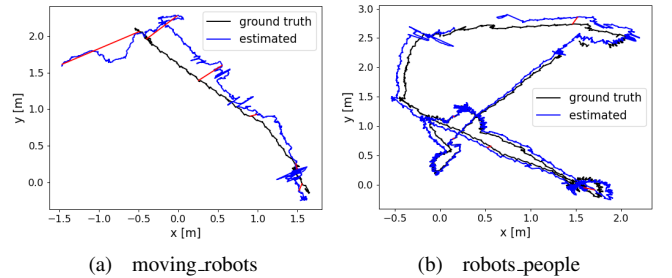 ground truth
estimated
2.0
1.5
1.0
0.5
0.0
y [m]
-1.5 -1.0 -0.5 0.0 0.5 1.0 1.5
x [m]
(a) moving_robots
3.0
2.5
2.0
1.5
1.0
0.5
0.0
y [m]
ground truth
estimated
-0.5 0.0 0.5 1.0 1.5 2.0
x [m]
(b) robots_people